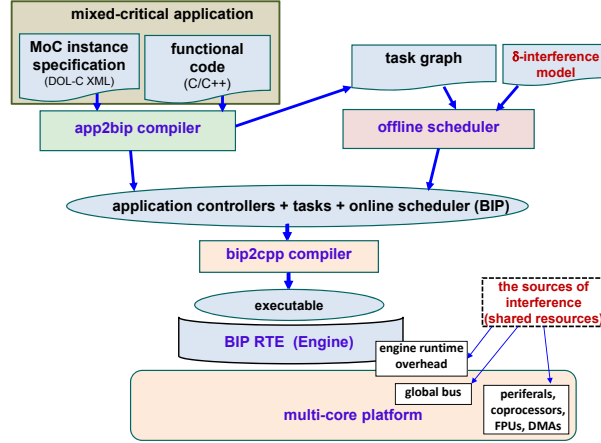 mixed-critical application
MoC instance
specification
(DOL-C XML)
functional
code
(C/C++)
task graph
δ-interference
model
app2bip compiler
offline scheduler
application controllers + tasks + online scheduler (BIP)
bip2cpp compiler
executable
the sources of
interference
(shared resources)
BIP RTE (Engine)
engine runtime
overhead
global bus
periferals,
coprocessors,
FPUs, DMAs
multi-core platform